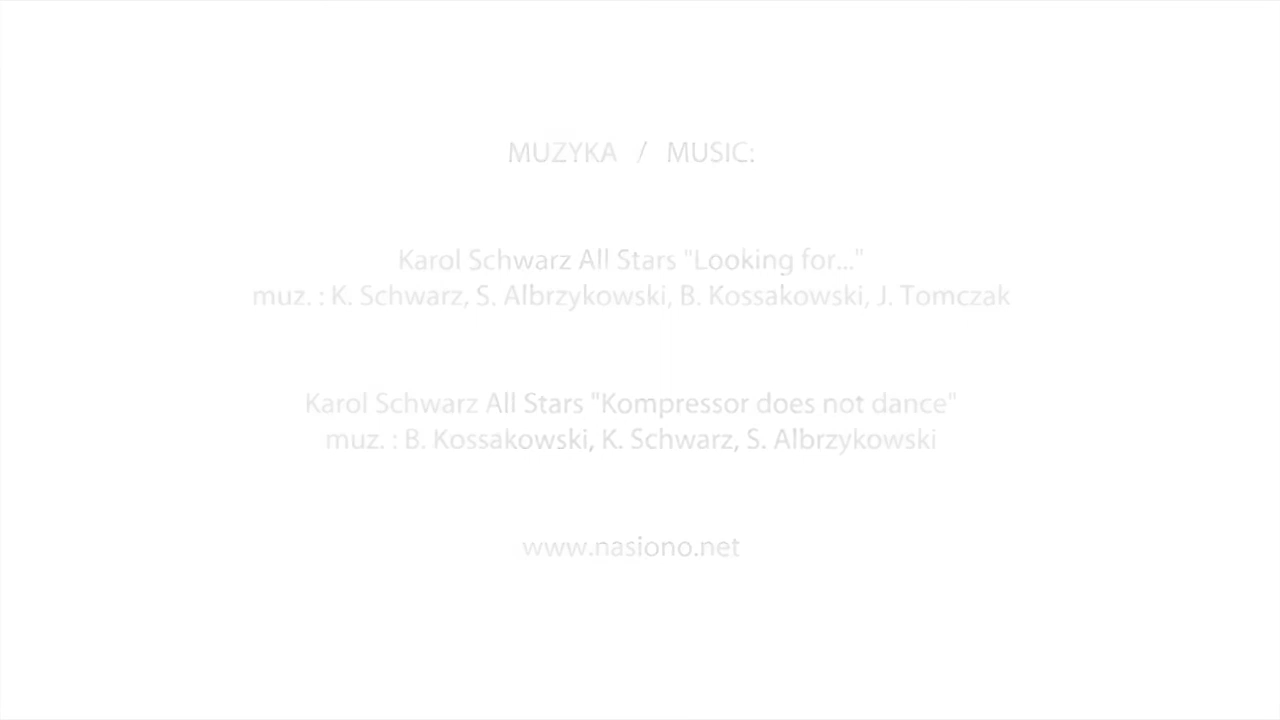 MUZYKA / MUSIC:
Karol Schwarz All Stars "Looking for..."
muz. : K. Schwarz, S. Albrzykowski, B. Kossakowski, J. Tomczak
Karol Schwarz All Stars "Kompressor does not dance"
muz. : B. Kossakowski, K. Schwarz, S. Albrzykowski
www.nasiono.net